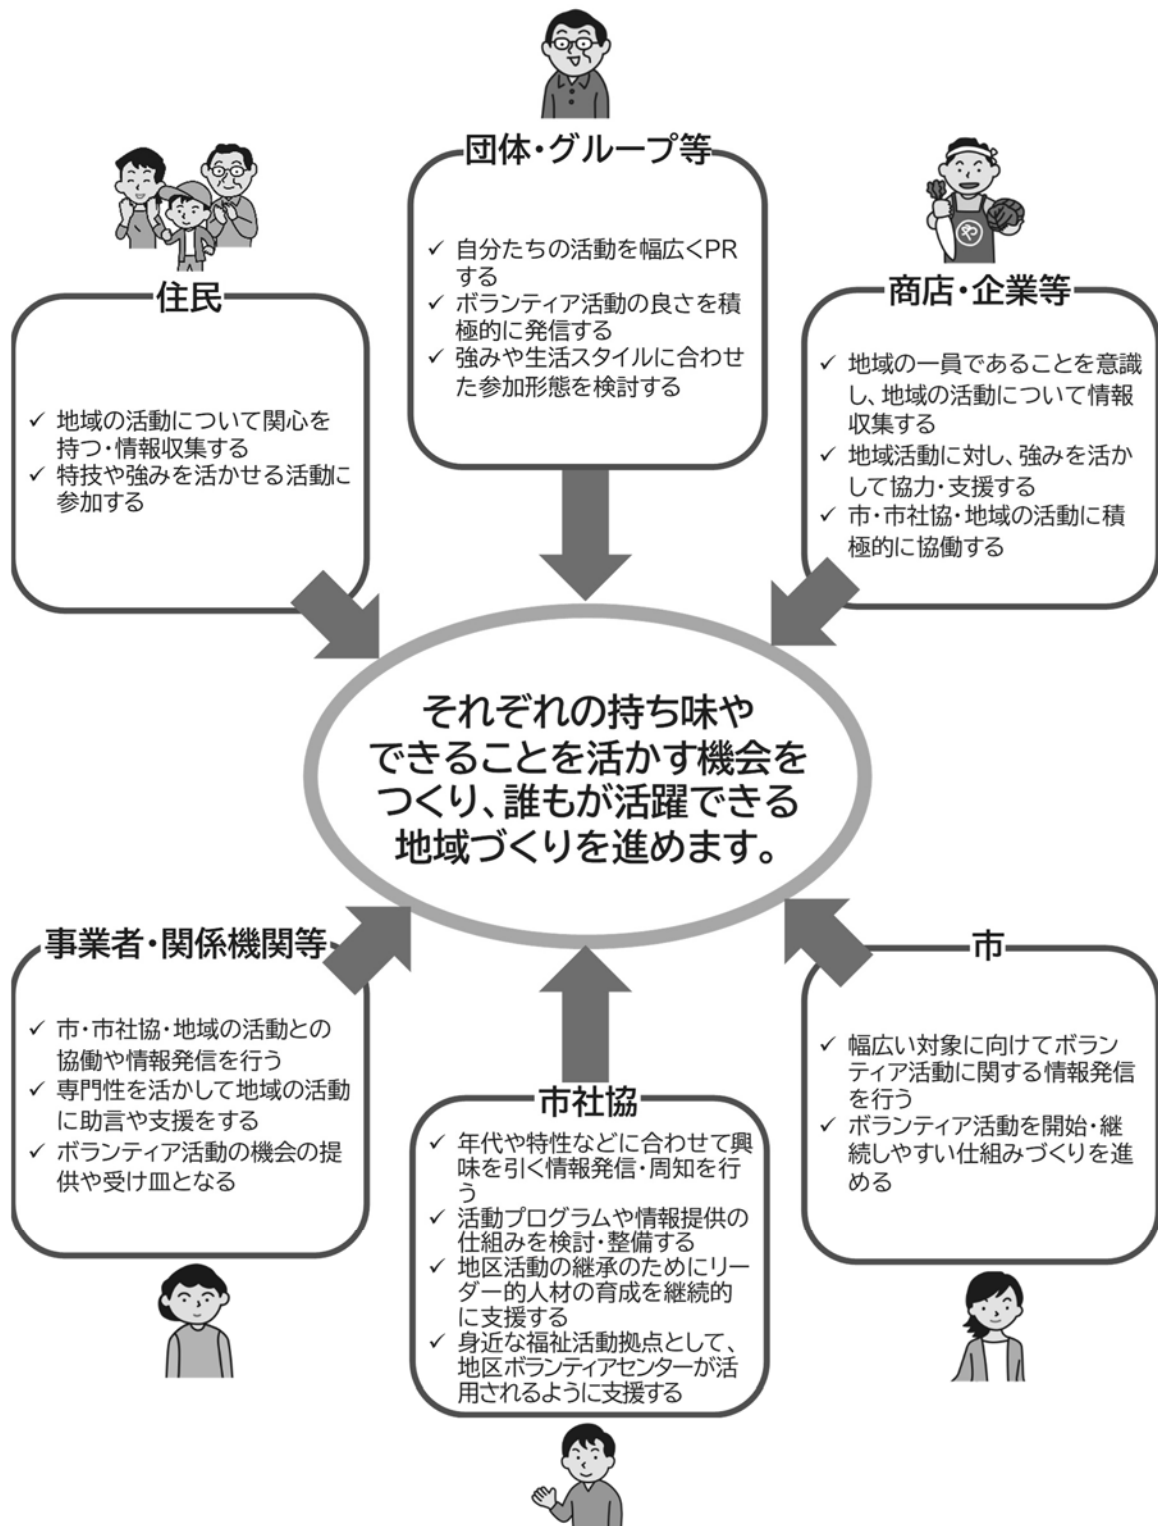 団体・グループ等
✓ 自分たちの活動を幅広くPR
する
✓ ボランティア活動の良さを積
極的に発信する
✓ 強みや生活スタイルに合わせ
た参加形態を検討する
住民
✓ 地域の活動について関心を
持つ・情報収集する
✓ 特技や強みを活かせる活動に
参加する
や
商店・企業等
✓ 地域の一員であることを意識
し、地域の活動について情報
収集する
✓ 地域活動に対し、強みを活か
して協力・支援する
✓ 市・市社協・地域の活動に積
極的に協働する
それぞれの持ち味や
できることを活かす機会を
つくり、誰もが活躍できる
地域づくりを進めます。
事業者・関係機関等
✓ 市・市社協・地域の活動との
協働や情報発信を行う
✓ 専門性を活かして地域の活動
に助言や支援をする
✓ ボランティア活動の機会の提
供や受け皿となる
市社協
✓ 年代や特性などに合わせて興
味を引く情報発信・周知を行
う
✓ 活動プログラムや情報提供の
仕組みを検討・整備する
✓ 地区活動の継承のためにリー
ダー的人材の育成を継続的
に支援する
✓ 身近な福祉活動拠点として、
地区ボランティアセンターが活
用されるように支援する
市
✓ 幅広い対象に向けてボラン
ティア活動に関する情報発信
を行う
✓ ボランティア活動を開始・継
続しやすい仕組みづくりを進
める